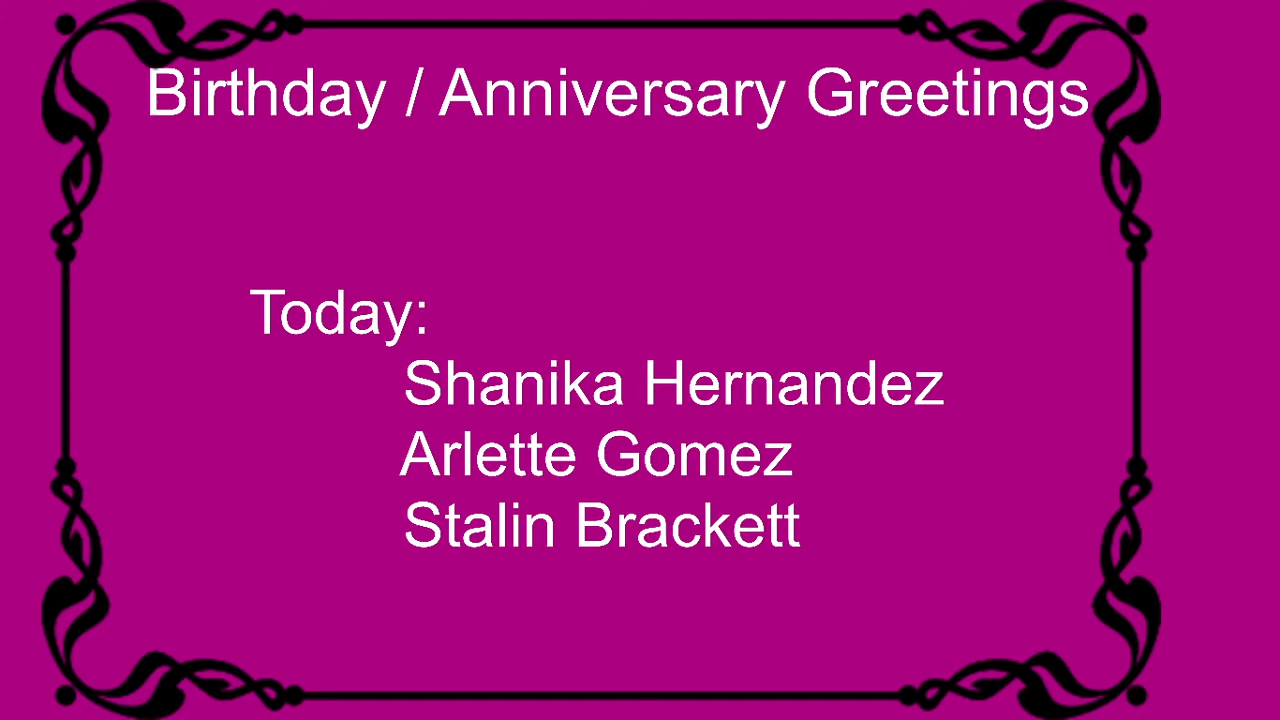 Birthday / Anniversary Greetings
Today:
Shanika Hernandez
Arlette Gomez
Stalin Brackett